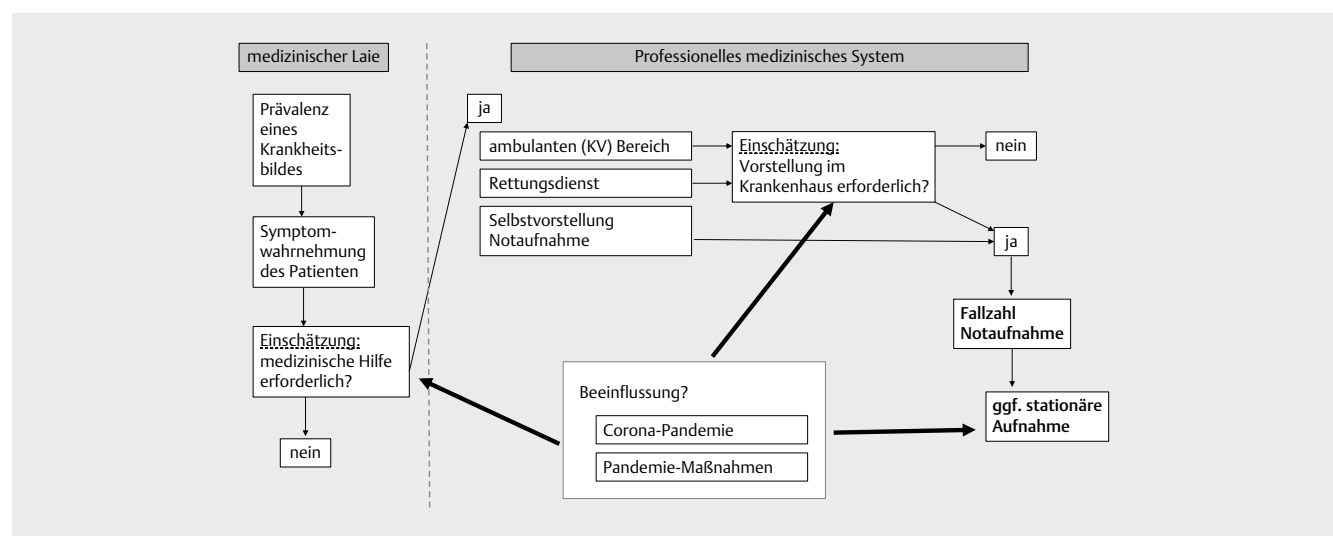 medizinischer Laie
Professionelles medizinisches System
Prävalenz
eines
Krankheits-
bildes
Symptom-
wahrnehmung
des Patienten
Einschätzung:
medizinische Hilfe
erforderlich?
nein
ja
ambulanten (KV) Bereich
Rettungsdienst
Selbstvorstellung
Notaufnahme
Einschätzung:
Vorstellung im
Krankenhaus erforderlich?
nein
ja
Fallzahl
Notaufnahme
ggf. stationäre
Aufnahme
Beeinflussung?
Corona-Pandemie
Pandemie-Maßnahmen